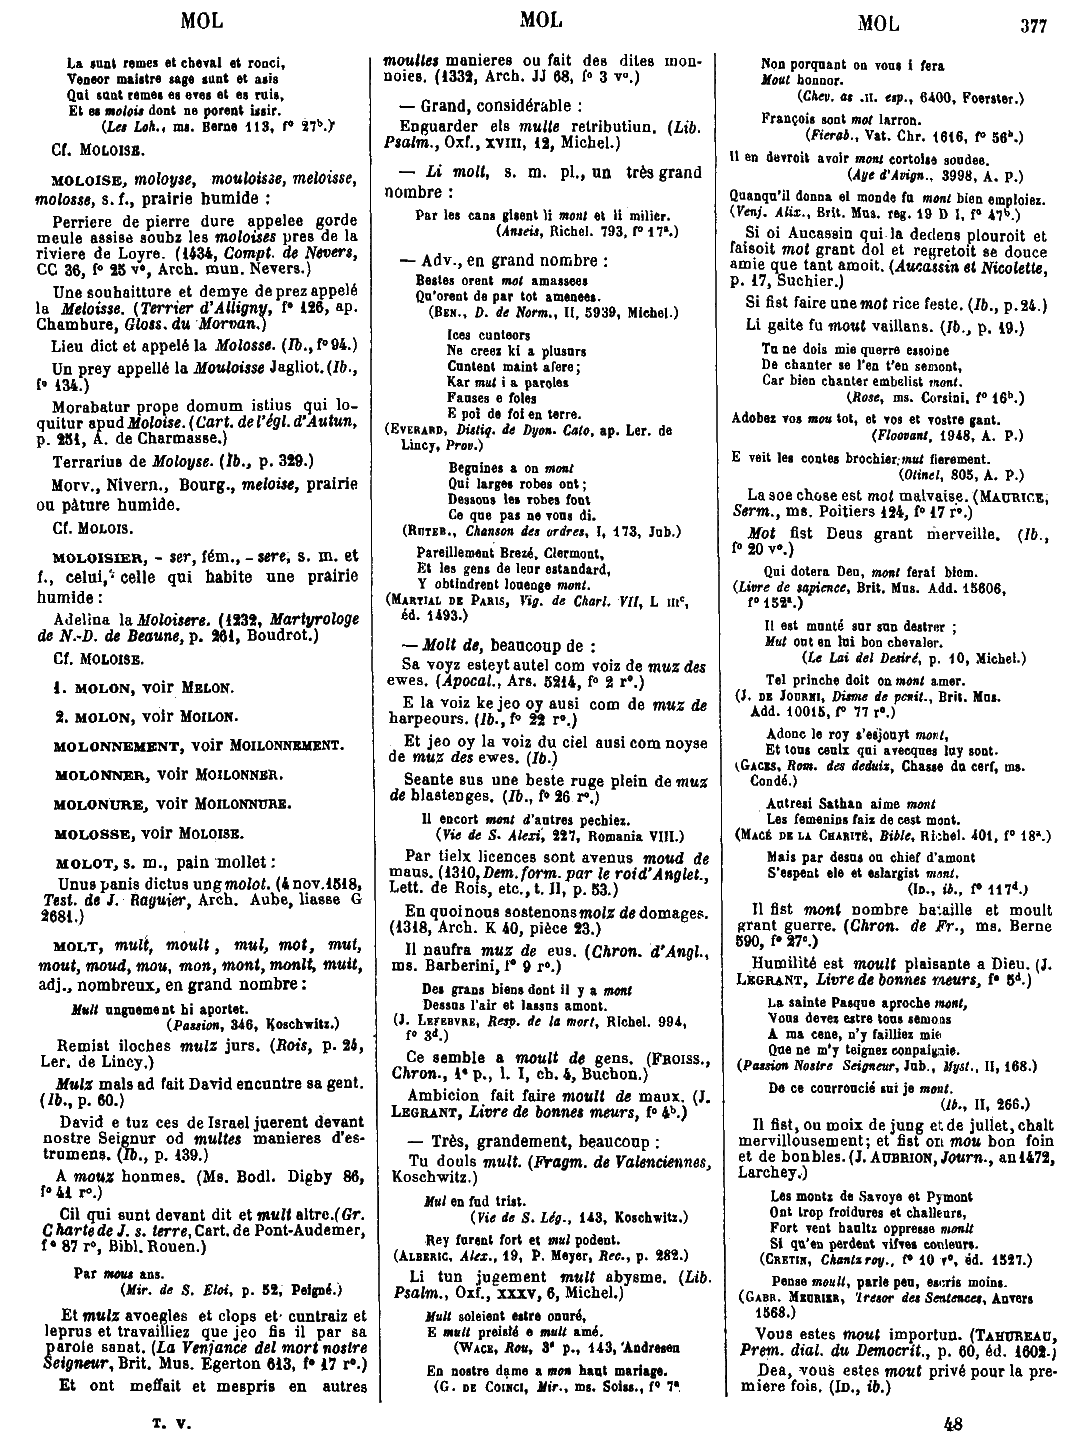 MOL
MOL
MOL
377
La sunt remes et cheval et ronci,
Veneor maistre sage sunt et asis
Qui sunt remes es eves et es ruis,
Et es molois dont ne porent issir.
(Les Loh., ms. Berne 113, f° 27b.)
Cf. MOLOISE.
MOLOISE, moloyse, mouloisse, meloisse,
molosse, s. f., prairie humide :
Perriere de pierre dure appelee gorde
meule assise soubz les moloises pres de la
riviere de Loyre. (1434, Compt. de Nevers,
CC 36, f° 25 v°, Arch. mun. Nevers.)
Une souhaitture et demye de prez appelé
la Meloisse. (Terrier d'Alligny, f° 126, ap.
Chambure, Gloss. du Morvan.)
Lieu dict et appelé la Molosse. (Ib., f° 94.)
Un prey appellé la Mouloisse Jagliot. (Ib.,
f° 134.)
Morabatur prope domum istius qui lo-
quitur apud Moloise. (Cart. de l'égl. d'Autun,
p. 251, A. de Charmasse.)
Terrarius de Moloyse. (Ib., p. 329.)
Morv., Nivern., Bourg., meloise, prairie
ou pâture humide.
Cf. MOLOIS.
MOLOISIER, - ser, fém., - sere, s. m. et
f., celui, celle qui habite une prairie
humide :
Adelina la Moloisere. (1232, Martyrologe
de N.-D. de Beaune, p. 261, Boudrot.)
Cf. MOLOISE.
1. MOLON, voir MELON.
2. MOLON, voir MOILON.
MOLONNEMENT, voir MOILONNEMENT.
MOLONNER, voir MOILONNER.
MOLONURE, voir MOILONNURE.
MOLOSSE, voir MOLOISE.
MOLOT, s. m., pain mollet :
Unus panis dictus ung molot. (4 nov. 1518,
Test. de J. Raguier, Arch. Aube, liasse G
2681.)
MOLT, mult, moult, mul, mot, mut,
mout, moud, mou, mon, mont, monlt, muit,
adj., nombreux, en grand nombre :
Mult unguement hi aportet.
(Passion, 346, Koschwitz.)
Remist iloches mulz jurs. (Rois, p. 24,
Ler. de Lincy.)
Mulz mals ad fait David encuntre sa gent.
(Ib., p. 60.)
David e tuz ces de Israel juerent devant
nostre Seignur od multes manieres d'es-
trumens. (Ib., p. 139.)
A mouz honmes. (Ms. Bodl. Digby 86,
f° 41 r°.)
Cil qui sunt devant dit et mult altre. (Gr.
Charte de J. s. terre, Cart. de Pont-Audemer,
f° 87 r°, Bibl. Rouen.)
Par mous ans.
(Mir. de S. Eloi, p. 52, Peigné.)
Et mulz avoegles et clops et cuntraiz et
leprus et travailliez que jeo fis il par sa
parole sanat. (La Venjance del mort nostre
Seigneur, Brit. Mus. Egerton 613, f° 17 r°.)
Et ont meffait et mespris en autres
T. V.
moultes manieres ou fait des dites mon-
noies. (1332, Arch. JJ 68, f° 3 v°.)
— Grand, considérable :
Enguarder els multe retributiun. (Lib.
Psalm., Oxf., XVIII, 12, Michel.)
— Li molt, s. m. pl., un très grand
nombre :
Par les cans gisent li mont et li milier.
(Anseis, Richel. 793, f° 17a.)
— Adv., en grand nombre :
Bestes orent mot amassees
Qu'orent de par tot amenees.
(BEN., D. de Norm., II, 5939, Michel.)
Ices cunteors
Ne creez ki a plusurs
Cuntent maint afere;
Kar mut i a paroles
Fauses e foles
E poi de foi en terre.
(EVERARD, Distiq. de Dyon. Cato, ap. Ler. de
Lincy, Prov.)
Beguines a on mont
Qui larges robes ont;
Dessous les robes font
Ce que pas ne vous di.
(RUTEB., Chanson des ordres, I, 173, Jub.)
Pareillement Brezé, Clermont,
Et les gens de leur estandard,
Y obtindrent louenge mont.
(MARTIAL DE PARIS, Vig. de Charl. VII, L IIIc,
éd. 1493.)
— Molt de, beaucoup de :
Sa voyz esteyt autel com voiz de muz des
ewes. (Apocal., Ars. 5214, f° 2 r°.)
E la voiz ke jeo oy ausi com de muz de
harpeours. (Ib., f° 22 r°.)
Et jeo oy la voiz du ciel ausi com noyse
de muz des ewes. (Ib.)
Seante sus une beste ruge plein de muz
de blastenges. (Ib., f° 26 r°.)
Il encort mont d'autres pechiez.
(Vie de S. Alexi, 227, Romania VIII.)
Par tielx licences sont avenus moud de
maus. (1310, Dem. form. par le roi d'Anglet.,
Lett. de Rois, etc., t. II, p. 53.)
En quoi nous sostenons molz de domages.
(1318, Arch. K 40, pièce 23.)
Il naufra muz de eus. (Chron. d'Angl.,
ms. Barberini, f° 9 r°.)
Des grans biens dont il y a mont
Dessus l'air et lassus amont.
(J. LEFEBVRE, Resp. de la mort, Richel. 994,
f° 3d.)
Ce semble a moult de gens. (FROISS.,
Chron., 1e p., l. I, ch. 4, Buchon.)
Ambicion fait faire moult de maux. (J.
LEGRANT, Livre de bonnes meurs, f° 4b.)
— Très, grandement, beaucoup :
Tu douls mult. (Fragm. de Valenciennes,
Koschwitz.)
Mul en fud trist.
(Vie de S. Lég., 143, Koschwitz.)
Rey furent fort et mul podent.
(ALBERIC, Alex., 19, P. Meyer, Rec., p. 282.)
Li tun jugement mult abysme. (Lib.
Psalm., Oxf., XXXV, 6, Michel.)
Mult soleient estre onuré,
E mult preisié e mult amé.
(WACE, Rou, 3e p., 143, Andresen
En nostre dame a mon haut mariage.
(G. DE COINCI, Mir., ms. Soiss., f° 7a
Non porquant on vous i fera
Mout honnor.
(Chev. as .II. esp., 6400, Foerster.)
François sont mot larron.
(Fierab., Vat. Chr. 1616, f° 56b.)
Il en devroit avoir mont cortoise soudee.
(Aye d'Avign., 3998, A. P.)
Quanqu'il donna el monde fu mont bien emploiez.
(Venj. Alix., Brit. Mus. reg. 19 D I, f° 47b.)
Si oi Aucassin qui la dedens plouroit et
faisoit mot grant dol et regretoit se douce
amie que tant amoit. (Aucassin et Nicolette,
p. 17, Suchier.)
Si fist faire une mot rice feste. (Ib., p. 24.)
Li gaite fu mout vaillans. (Ib., p. 19.)
Tu ne dois mie querre essoine
De chanter se l'en t'en semont,
Car bien chanter embelist mont.
(Rose, ms. Corsini, f° 16b.)
Adobez vos mou tot, et vos et vostre gant.
(Floovant, 1948, A. P.)
E veit les contes brochier mut fierement.
(Otinel, 805, A. P.)
La soe chose est mot malvaise. (MAURICE,
Serm., ms. Poitiers 124, f° 17 r°.)
Mot fist Deus grant merveille. (Ib.,
f° 20 v°.)
Qui dotera Deu, mont ferai biem.
(Livre de sapience, Brit. Mus. Add. 15606,
f° 152a.)
Il est munté sur sun destrer ;
Mut out en lui bon chevaler.
(Le Lai del Desiré, p. 10, Michel.)
Tel prinche doit on mont amer.
(J. DE JOURNI, Disme de penit., Brit. Mus.
Add. 10015, f° 77 r°.)
Adonc le roy s'esjouyt mont,
Et tous ceulx qui avecques luy sont.
(GACES, Rom. des deduiz, Chasse du cerf, ms.
Condé.)
Autresi Sathan aime mont
Les femenins faiz de cest mont.
(MACÉ DE LA CHARITÉ, Bible, Richel. 401, f° 18a.)
Mais par desus ou chief d'amont
S'espent ele et eslargist mont.
(ID., ib., f° 117d.)
Il fist mont nombre bataille et moult
grant guerre. (Chron. de Fr., ms. Berne
590, f° 27c.)
Humilité est moult plaisante a Dieu. (J.
LEGRANT, Livre de bonnes meurs, f° 5d.)
La sainte Pasque aproche mont,
Vous devez estre tous semons
A ma cene, n'y failliez mie
Que ne m'y teignez conpaignie.
(Passion Nostre Seigneur, Jub., Myst., II, 168.)
De ce courroucié sui je mont.
(Ib., II, 266.)
Il fist, ou moix de jung et de jullet, chalt
mervillousement; et fist on mou bon foin
et de bonbles. (J. AUBRION, Journ., an 1472,
Larchey.)
Les montz de Savoye et Pymont
Ont trop froidures et challeurs,
Fort vent haultz oppresse monlt
Si qu'en perdent vifves couleurs.
(CRETIN, Chantz roy., f° 10 v°, éd. 1527.)
Pense moult, parle peu, escris moins.
(GABR. MEURIER, Tresor des Sentences, Anvers
1568.)
Vous estes mout importun. (TAHUREAU,
Prem. dial. du Democrit., p. 60, éd. 1602.)
Dea, vous estes mout privé pour la pre-
miere fois. (ID., ib.)
48